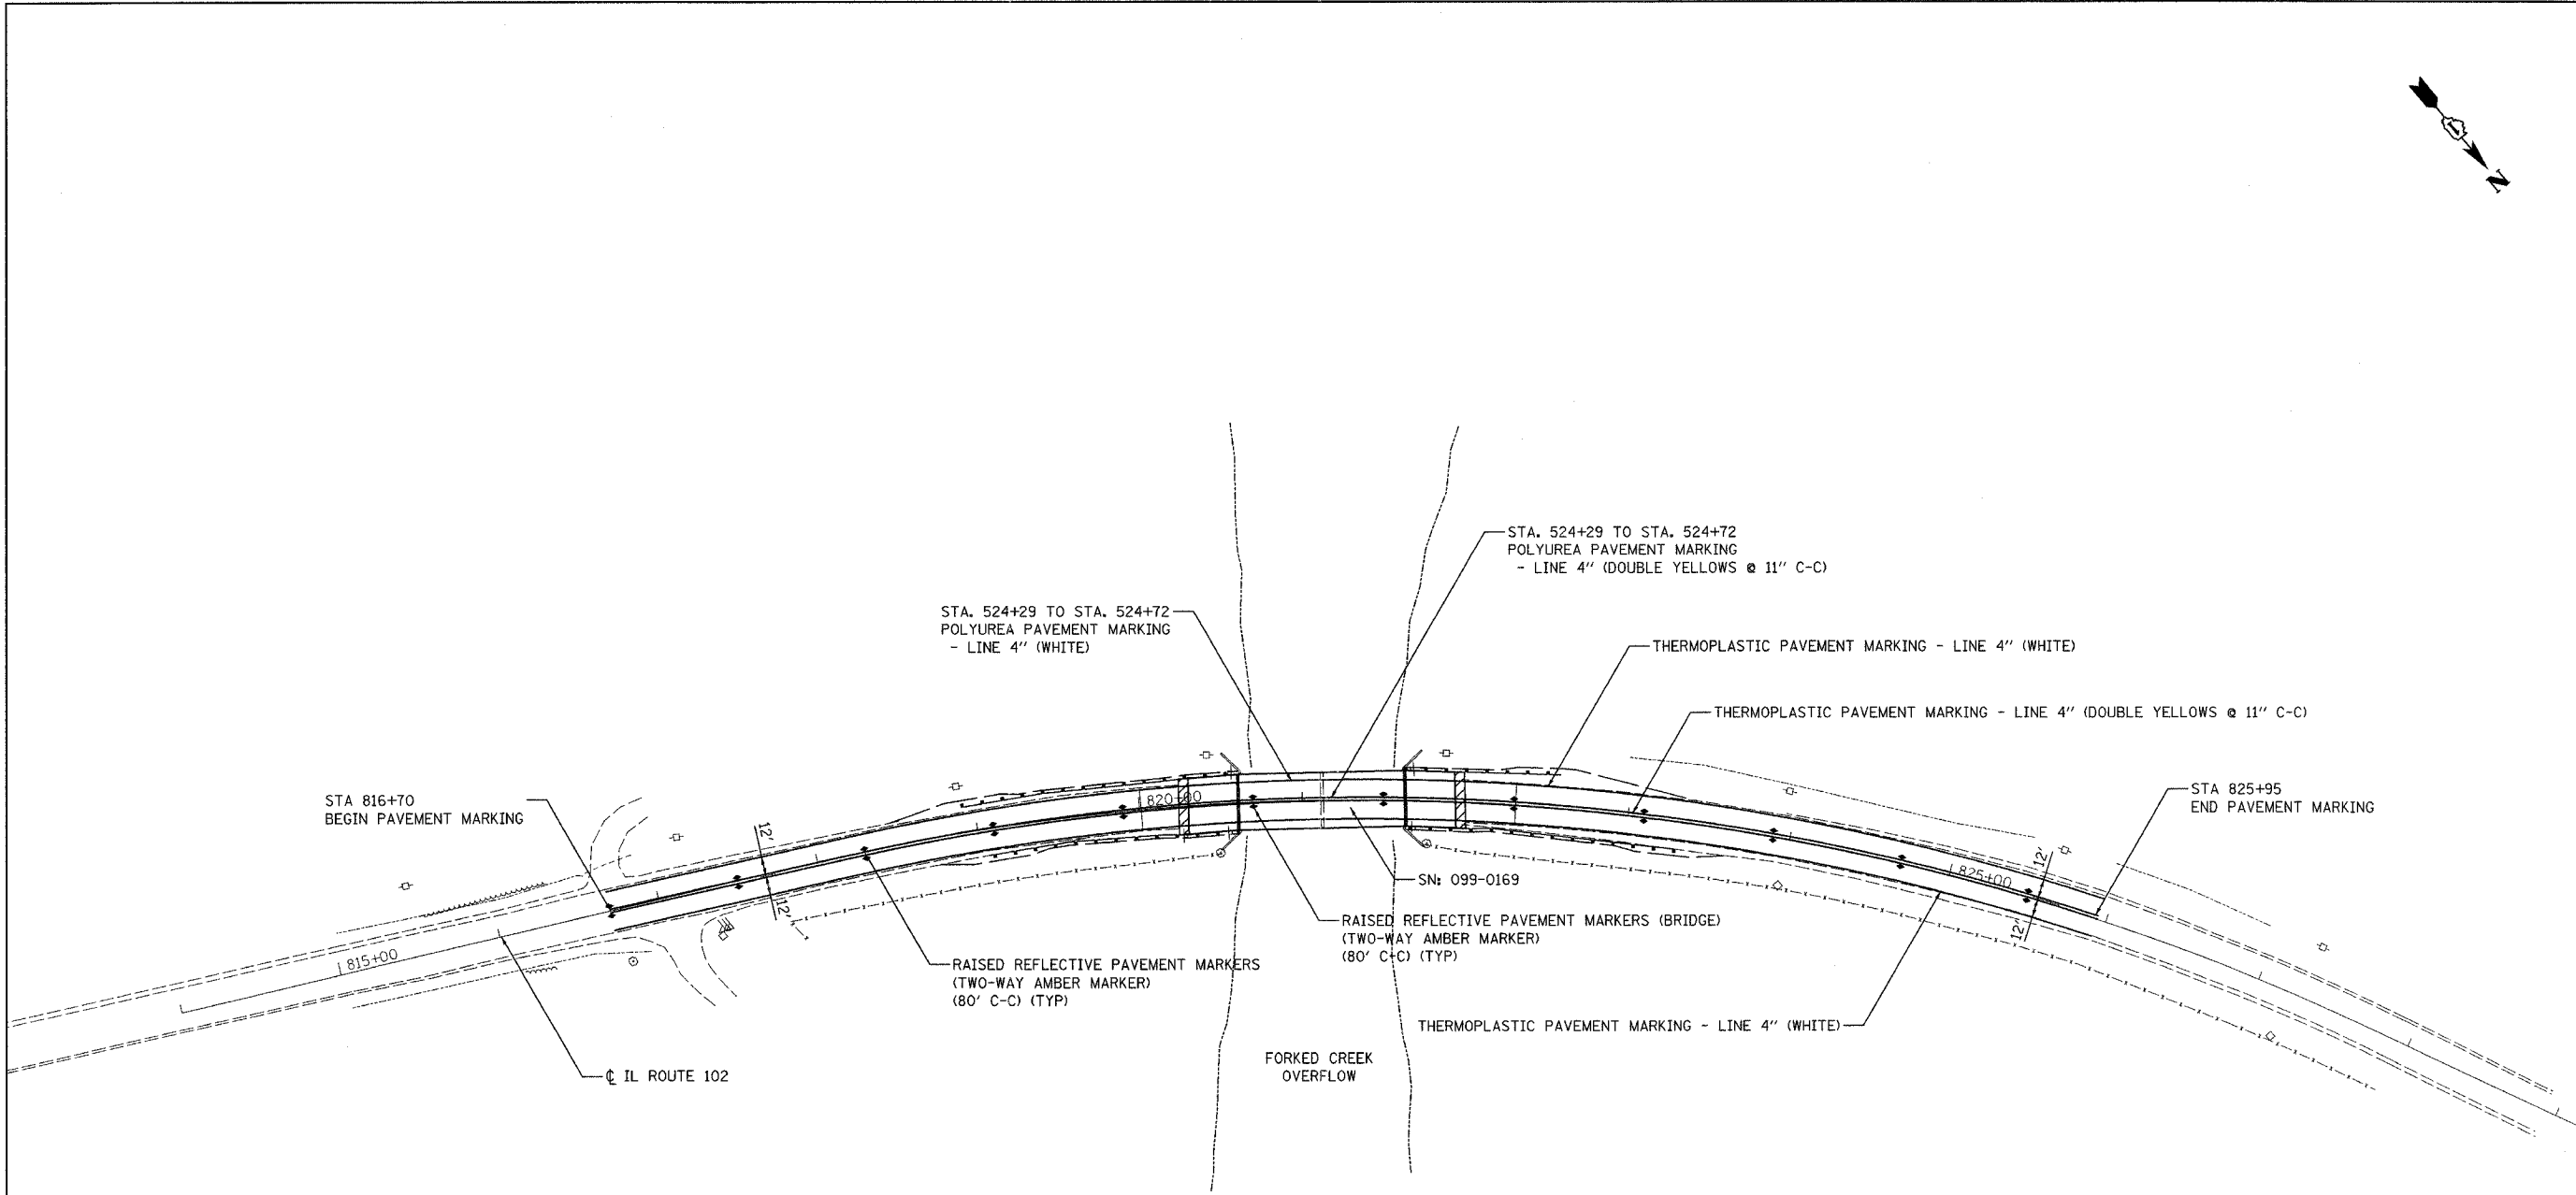 N
STA. 524+29 TO STA. 524+72
POLYUREA PAVEMENT MARKING
- LINE 4" (DOUBLE YELLOWS @ 11" C-C)
STA. 524+29 TO STA. 524+72
POLYUREA PAVEMENT MARKING
- LINE 4" (WHITE)
THERMOPLASTIC PAVEMENT MARKING - LINE 4" (WHITE)
THERMOPLASTIC PAVEMENT MARKING - LINE 4" (DOUBLE YELLOWS @ 11" C-C)
STA 816+70
BEGIN PAVEMENT MARKING
STA 825+95
END PAVEMENT MARKING
820+00
12'
12'
815+00
825+00
12'
12'
SN: 099-0169
RAISED REFLECTIVE PAVEMENT MARKERS (BRIDGE)
(TWO-WAY AMBER MARKER)
(80' C-C) (TYP)
RAISED REFLECTIVE PAVEMENT MARKERS
(TWO-WAY AMBER MARKER)
(80' C-C) (TYP)
THERMOPLASTIC PAVEMENT MARKING - LINE 4" (WHITE)
FORKED CREEK
OVERFLOW
℄ IL ROUTE 102